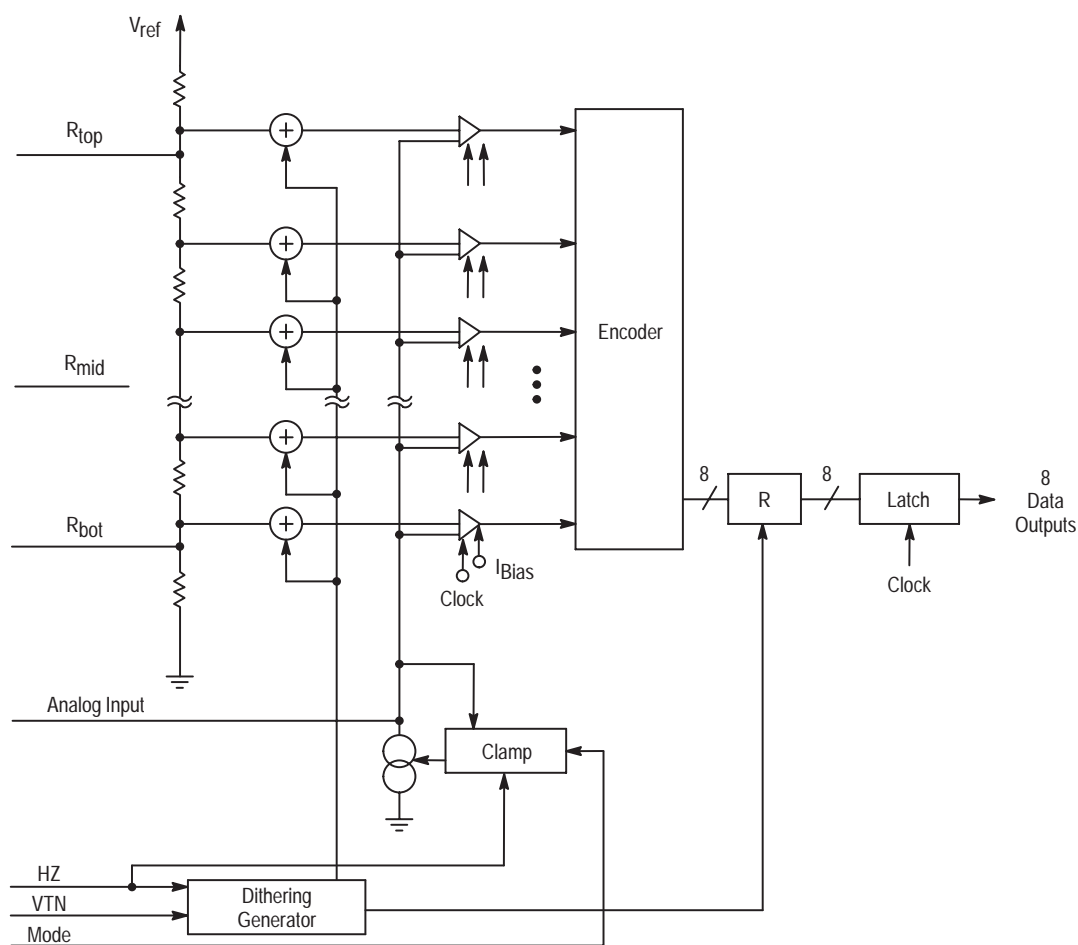 Vref
Rtop
+
+
+
Encoder
Rmid
+
8
8
8
R
Latch
Data
Outputs
Rbot
+
IBias
Clock
Clock
Analog Input
Clamp
HZ
Dithering
Generator
VTN
Mode